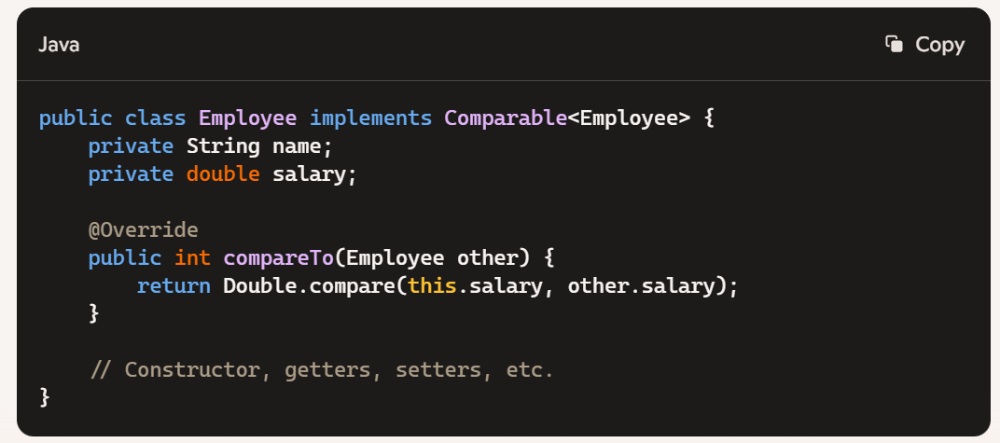 Java
Copy
public class Employee implements Comparable<Employee> {
    private String name;
    private double salary;
    @Override
    public int compareTo(Employee other) {
        return Double.compare(this.salary, other.salary);
    }
    // Constructor, getters, setters, etc.
}